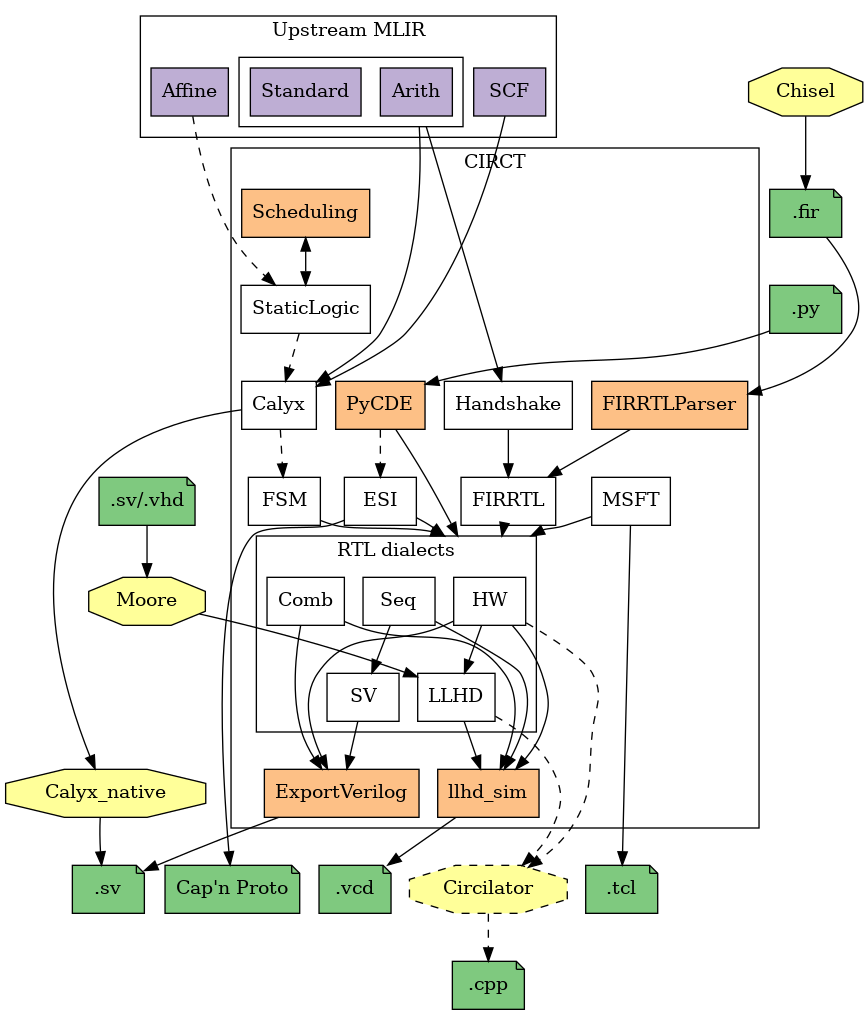 Upstream MLIR
Affine
Standard
Arith
SCF
Chisel
CIRCT
Scheduling
.fir
StaticLogic
.py
Calyx
PyCDE
Handshake
FIRRTLParser
.sv/.vhd
FSM
ESI
FIRRTL
MSFT
RTL dialects
Moore
Comb
Seq
HW
SV
LLHD
Calyx_native
ExportVerilog
llhd_sim
.sv
Cap'n Proto
.vcd
Circilator
.tcl
.cpp